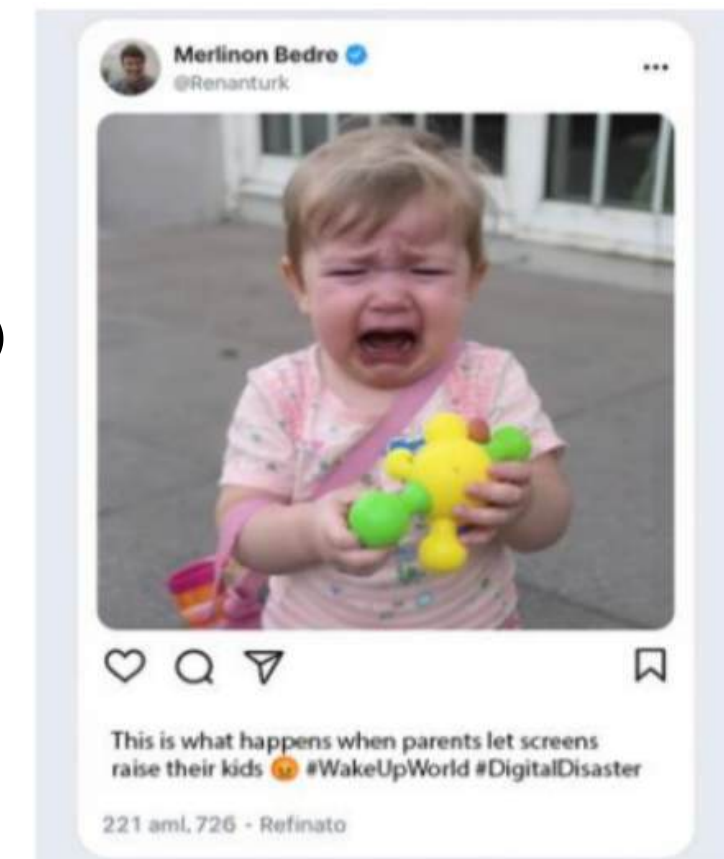 )
Merlinon Bedre
@Renanturk
This is what happens when parents let screens
raise their kids 😡 #WakeUpWorld #DigitalDisaster
221 aml, 726 - Refinato